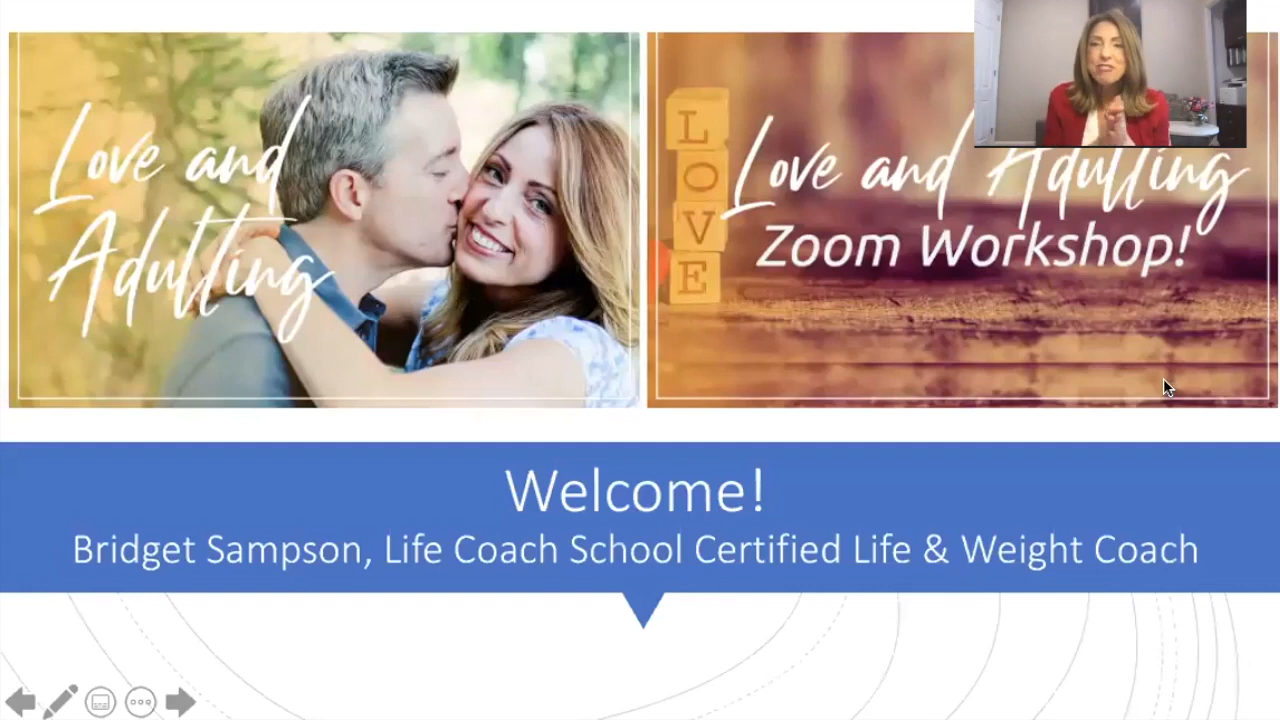 Love and
Adulting
L
O
V
E
Love and Adulting
Zoom Workshop!
Welcome!
Bridget Sampson, Life Coach School Certified Life & Weight Coach